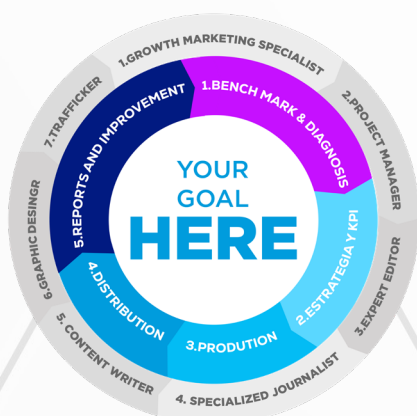 1.GROWTH MARKETING SPECIALIST
2.PROJECT MANAGER
3.EXPERT EDITOR
4. SPECIALIZED JOURNALIST
5. CONTENT WRITER
6.GRAPHIC DESINGR
7.TRAFFICKER
1.BENCH MARK & DIAGNOSIS
2.ESTRATEGIA Y KPI
3.PRODUTION
4.DISTRIBUTION
5.REPORTS AND IMPROVEMENT
YOUR
GOAL
HERE